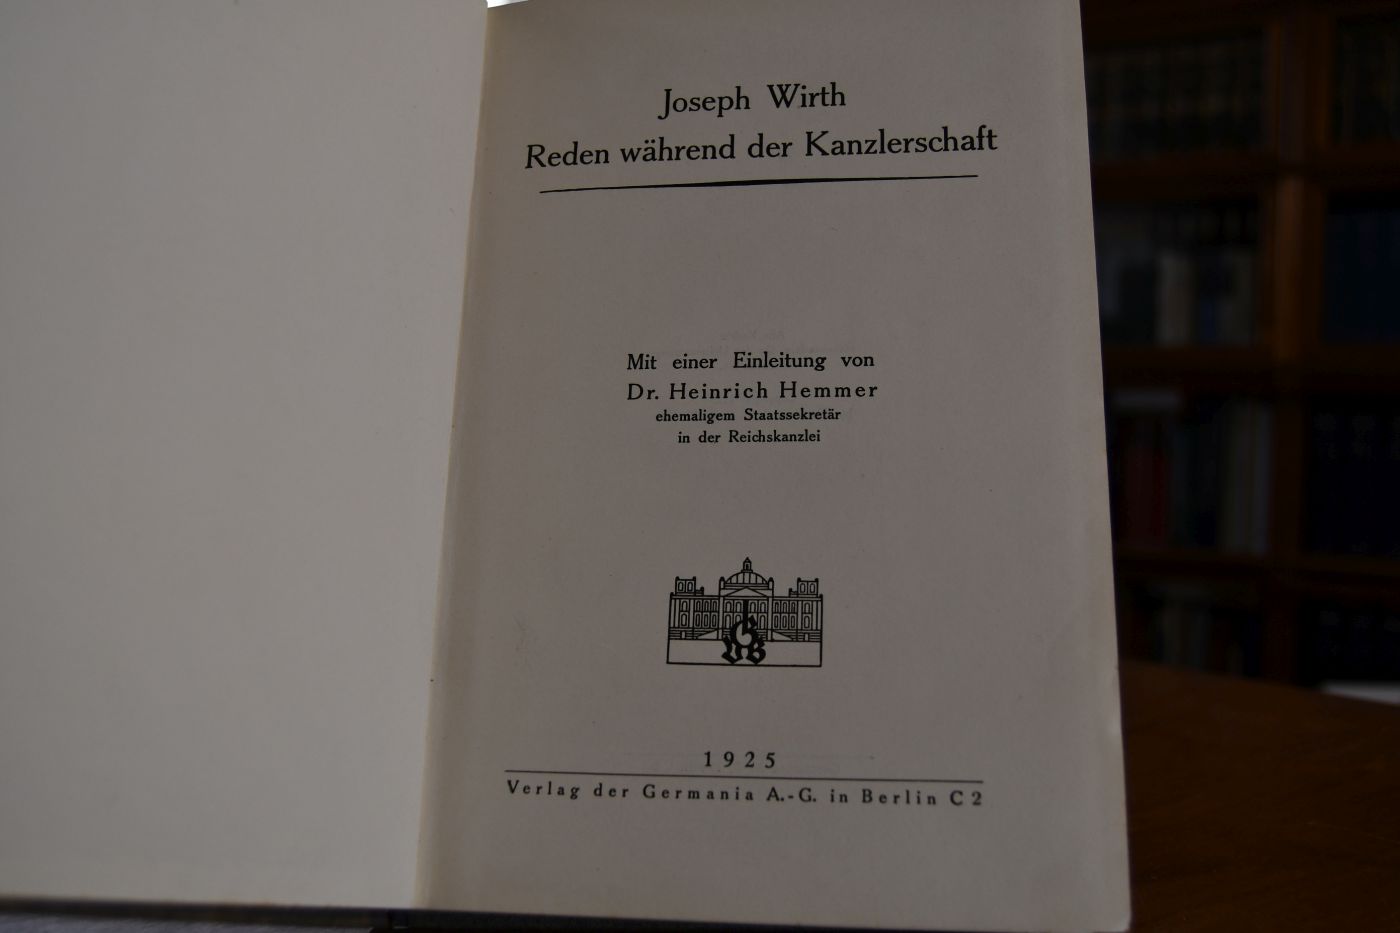 Joseph Wirth
Reden während der Kanzlerschaft
Mit einer Einleitung von
Dr. Heinrich Hemmer
ehemaligem Staatssekretär
in der Reichskanzlei
G
VB
1925
Verlag der Germania A.-G. in Berlin C 2